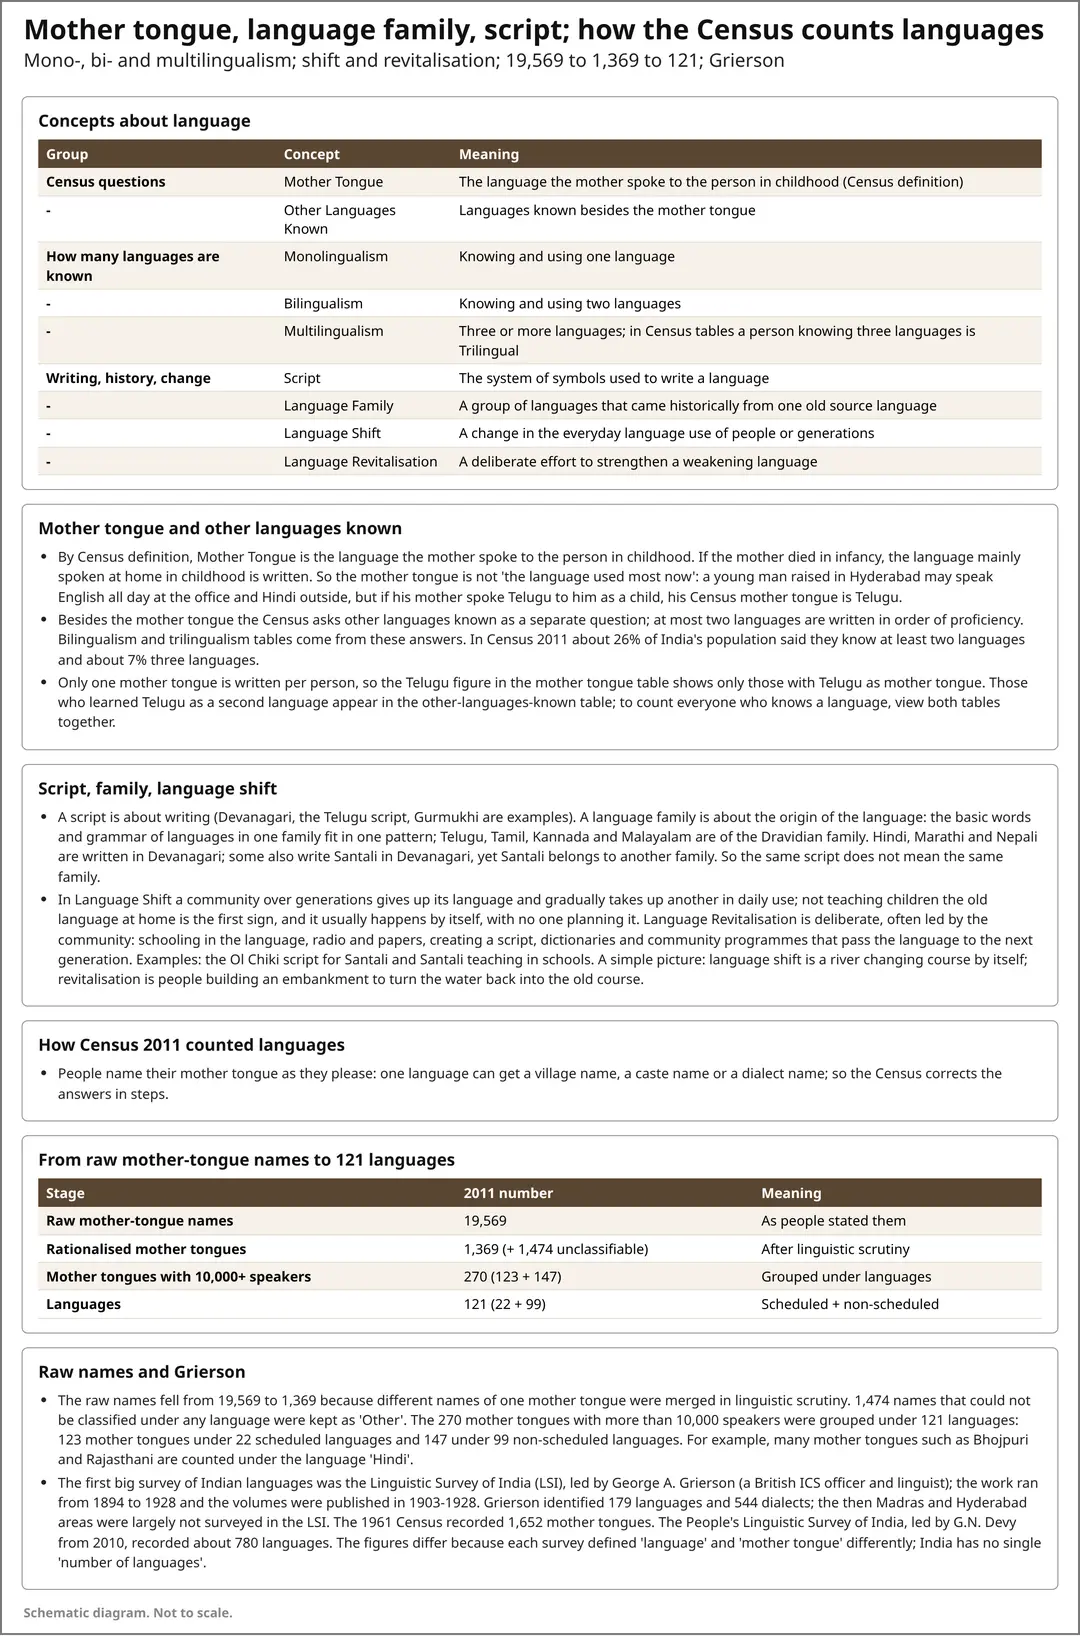 Mother tongue, language family, script; how the Census counts languages
Mono-, bi- and multilingualism; shift and revitalisation; 19,569 to 1,369 to 121; Grierson
Concepts about language
Group Concept Meaning
Census questions Mother Tongue The language the mother spoke to the person in childhood (Census definition)
- Other Languages Known Languages known besides the mother tongue
How many languages are known Monolingualism Knowing and using one language
- Bilingualism Knowing and using two languages
- Multilingualism Three or more languages; in Census tables a person knowing three languages is Trilingual
Writing, history, change Script The system of symbols used to write a language
- Language Family A group of languages that came historically from one old source language
- Language Shift A change in the everyday language use of people or generations
- Language Revitalisation A deliberate effort to strengthen a weakening language
Mother tongue and other languages known
• By Census definition, Mother Tongue is the language the mother spoke to the person in childhood. If the mother died in infancy, the language mainly
spoken at home in childhood is written. So the mother tongue is not 'the language used most now': a young man raised in Hyderabad may speak
English all day at the office and Hindi outside, but if his mother spoke Telugu to him as a child, his Census mother tongue is Telugu.
• Besides the mother tongue the Census asks other languages known as a separate question; at most two languages are written in order of proficiency.
Bilingualism and trilingualism tables come from these answers. In Census 2011 about 26% of India's population said they know at least two languages
and about 7% three languages.
• Only one mother tongue is written per person, so the Telugu figure in the mother tongue table shows only those with Telugu as mother tongue. Those
who learned Telugu as a second language appear in the other-languages-known table; to count everyone who knows a language, view both tables
together.
Script, family, language shift
• A script is about writing (Devanagari, the Telugu script, Gurmukhi are examples). A language family is about the origin of the language: the basic words
and grammar of languages in one family fit in one pattern; Telugu, Tamil, Kannada and Malayalam are of the Dravidian family. Hindi, Marathi and Nepali
are written in Devanagari; some also write Santali in Devanagari, yet Santali belongs to another family. So the same script does not mean the same
family.
• In Language Shift a community over generations gives up its language and gradually takes up another in daily use; not teaching children the old
language at home is the first sign, and it usually happens by itself, with no one planning it. Language Revitalisation is deliberate, often led by the
community: schooling in the language, radio and papers, creating a script, dictionaries and community programmes that pass the language to the next
generation. Examples: the Ol Chiki script for Santali and Santali teaching in schools. A simple picture: language shift is a river changing course by itself;
revitalisation is people building an embankment to turn the water back into the old course.
How Census 2011 counted languages
• People name their mother tongue as they please: one language can get a village name, a caste name or a dialect name; so the Census corrects the
answers in steps.
From raw mother-tongue names to 121 languages
Stage 2011 number Meaning
Raw mother-tongue names 19,569 As people stated them
Rationalised mother tongues 1,369 (+ 1,474 unclassifiable) After linguistic scrutiny
Mother tongues with 10,000+ speakers 270 (123 + 147) Grouped under languages
Languages 121 (22 + 99) Scheduled + non-scheduled
Raw names and Grierson
• The raw names fell from 19,569 to 1,369 because different names of one mother tongue were merged in linguistic scrutiny. 1,474 names that could not
be classified under any language were kept as 'Other'. The 270 mother tongues with more than 10,000 speakers were grouped under 121 languages:
123 mother tongues under 22 scheduled languages and 147 under 99 non-scheduled languages. For example, many mother tongues such as Bhojpuri
and Rajasthani are counted under the language 'Hindi'.
• The first big survey of Indian languages was the Linguistic Survey of India (LSI), led by George A. Grierson (a British ICS officer and linguist); the work ran
from 1894 to 1928 and the volumes were published in 1903-1928. Grierson identified 179 languages and 544 dialects; the then Madras and Hyderabad
areas were largely not surveyed in the LSI. The 1961 Census recorded 1,652 mother tongues. The People's Linguistic Survey of India, led by G.N. Devy
from 2010, recorded about 780 languages. The figures differ because each survey defined 'language' and 'mother tongue' differently; India has no single
'number of languages'.
Schematic diagram. Not to scale.